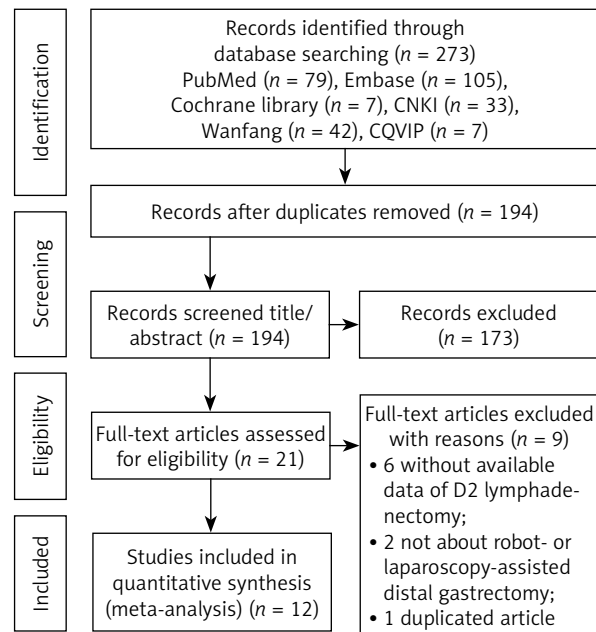 Identification
Records identified through
database searching (n = 273)
PubMed (n = 79), Embase (n = 105),
Cochrane library (n = 7), CNKI (n = 33),
Wanfang (n = 42), CQVIP (n = 7)
Records after duplicates removed (n = 194)
Screening
Records screened title/
abstract (n = 194)
Records excluded
(n = 173)
Eligibility
Full-text articles assessed
for eligibility (n = 21)
Full-text articles excluded
with reasons (n = 9)
• 6 without available
data of D2 lymphade-
nectomy;
• 2 not about robot- or
laparoscopy-assisted
distal gastrectomy;
• 1 duplicated article
Included
Studies included in
quantitative synthesis
(meta-analysis) n = 12)